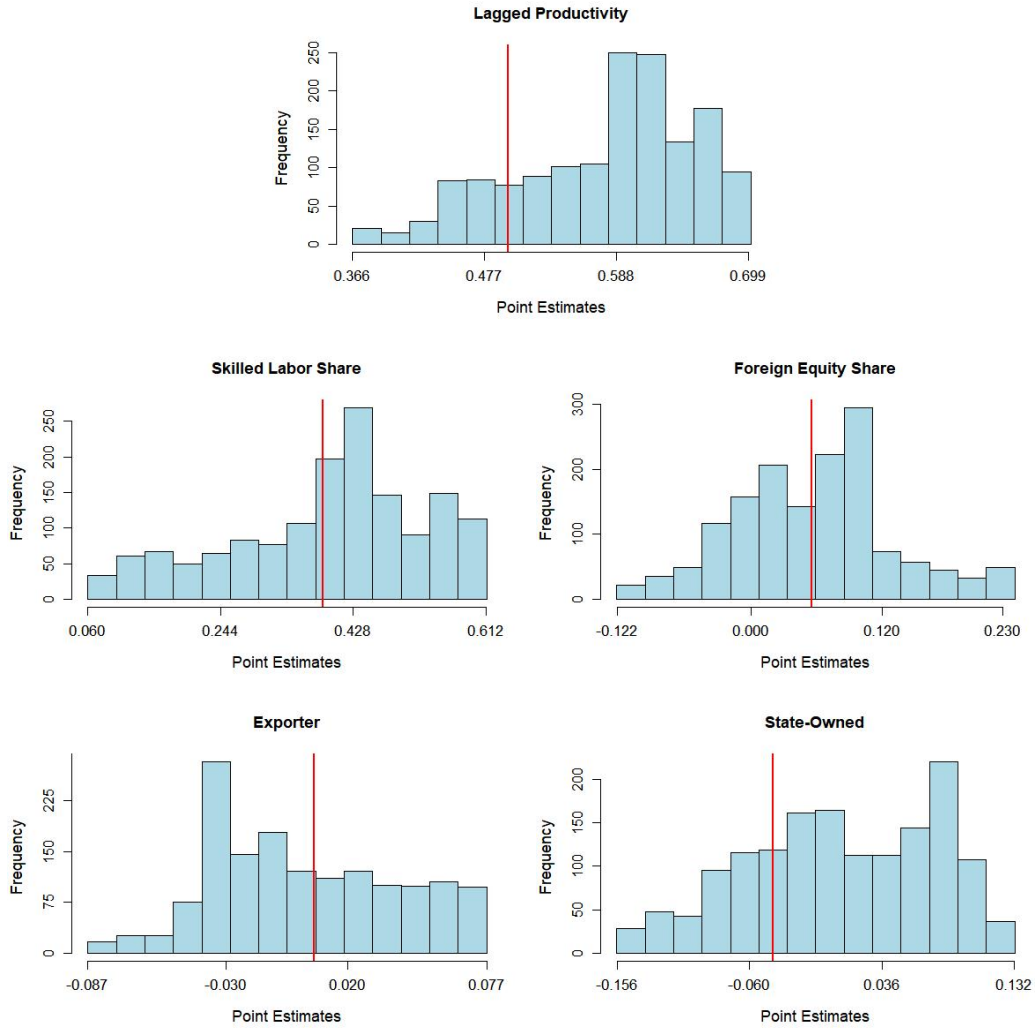 Lagged Productivity
Frequency
250
200
150
100
50
0
0.366 0.477 0.588 0.699
Point Estimates
Skilled Labor Share
Frequency
250
200
150
100
50
0
0.060 0.244 0.428 0.612
Point Estimates
Foreign Equity Share
Frequency
300
200
100
0
-0.122 0.000 0.120 0.230
Point Estimates
Exporter
Frequency
225
150
75
0
-0.087 -0.030 0.020 0.077
Point Estimates
State-Owned
Frequency
200
150
100
50
0
-0.156 -0.060 0.036 0.132
Point Estimates